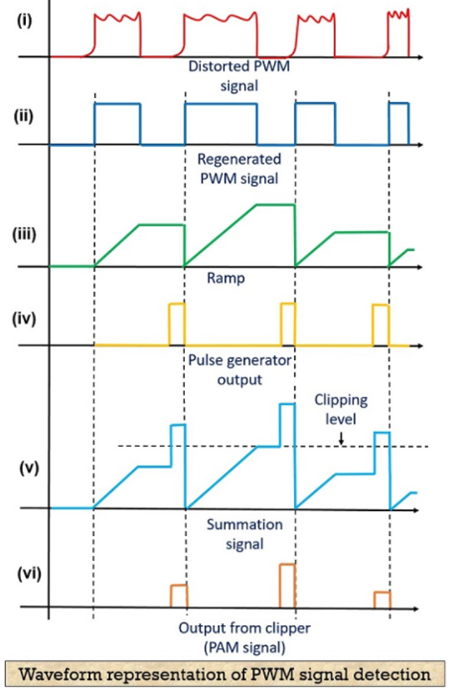 (i)
Distorted PWM
signal
(ii)
Regenerated
PWM signal
(iii)
Ramp
(iv)
Pulse generator
output
Clipping
level
(v)
Summation
signal
(vi)
Output from clipper
(PAM signal)
Waveform representation of PWM signal detection